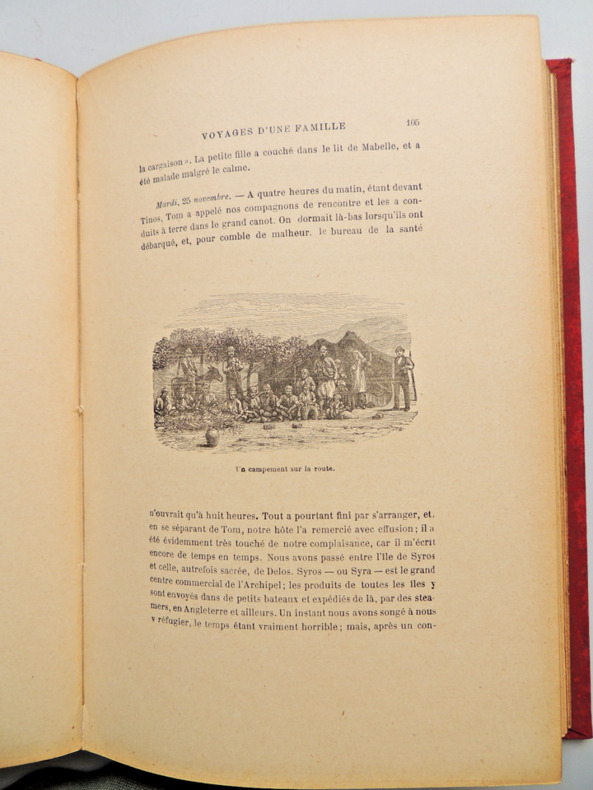 VOYAGES D'UNE FAMILLE 105
la cargaison ». La petite fille a couché dans le lit de Mabelle, et a
été malade malgré le calme.
Mardi, 25 novembre. — A quatre heures du matin, étant devant
Tinos, Tom a appelé nos compagnons de rencontre et les a con-
duits à terre dans le grand canot. On dormait là-bas lorsqu'ils ont
débarqué, et, pour comble de malheur. le bureau de la santé
Un campement sur la route.
n'ouvrait qu'à huit heures. Tout a pourtant fini par s'arranger, et,
en se séparant de Tom, notre hôte l'a remercié avec effusion ; il a
été évidemment très touché de notre complaisance, car il m'écrit
encore de temps en temps. Nous avons passé entre l'île de Syros
et celle, autrefois sacrée, de Delos. Syros — ou Syra — est le grand
centre commercial de l'Archipel ; les produits de toutes les îles y
sont envoyés dans de petits bateaux et expédiés de là, par des stea-
mers, en Angleterre et ailleurs. Un instant nous avons songé à nous
y réfugier, le temps étant vraiment horrible ; mais, après un con-